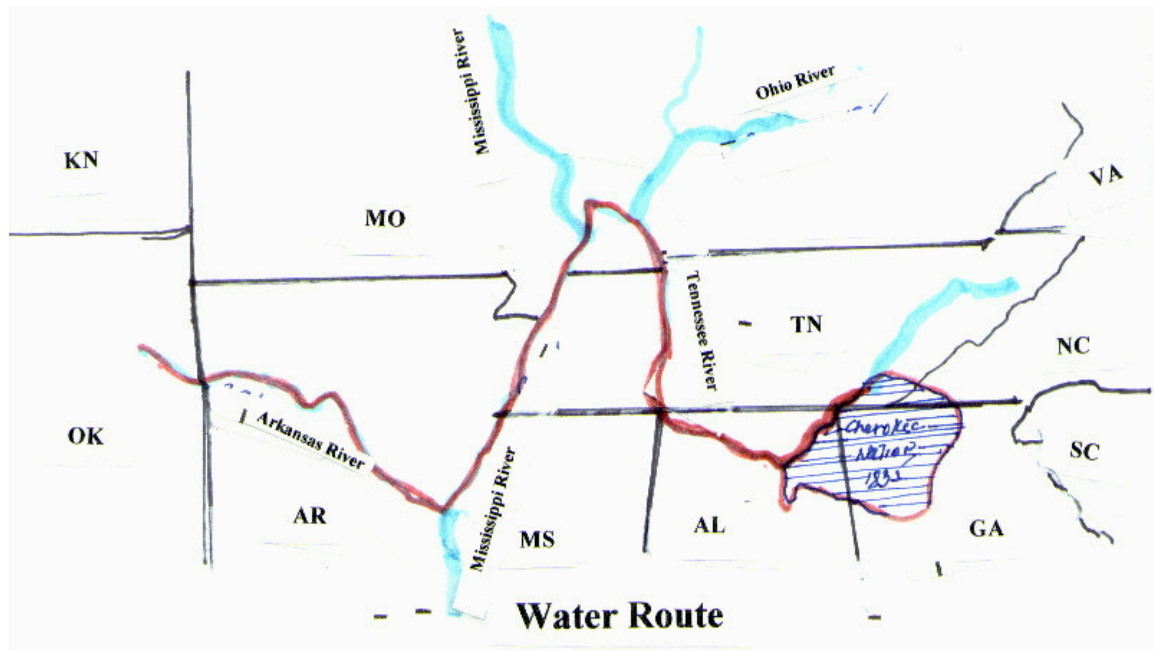 Mississippi River
Ohio River
KN
MO
VA
Tennessee River
TN
NC
OK
Arkansas River
Cherokee
Nation
AR
Mississippi River
MS
AL
GA
SC
Water Route